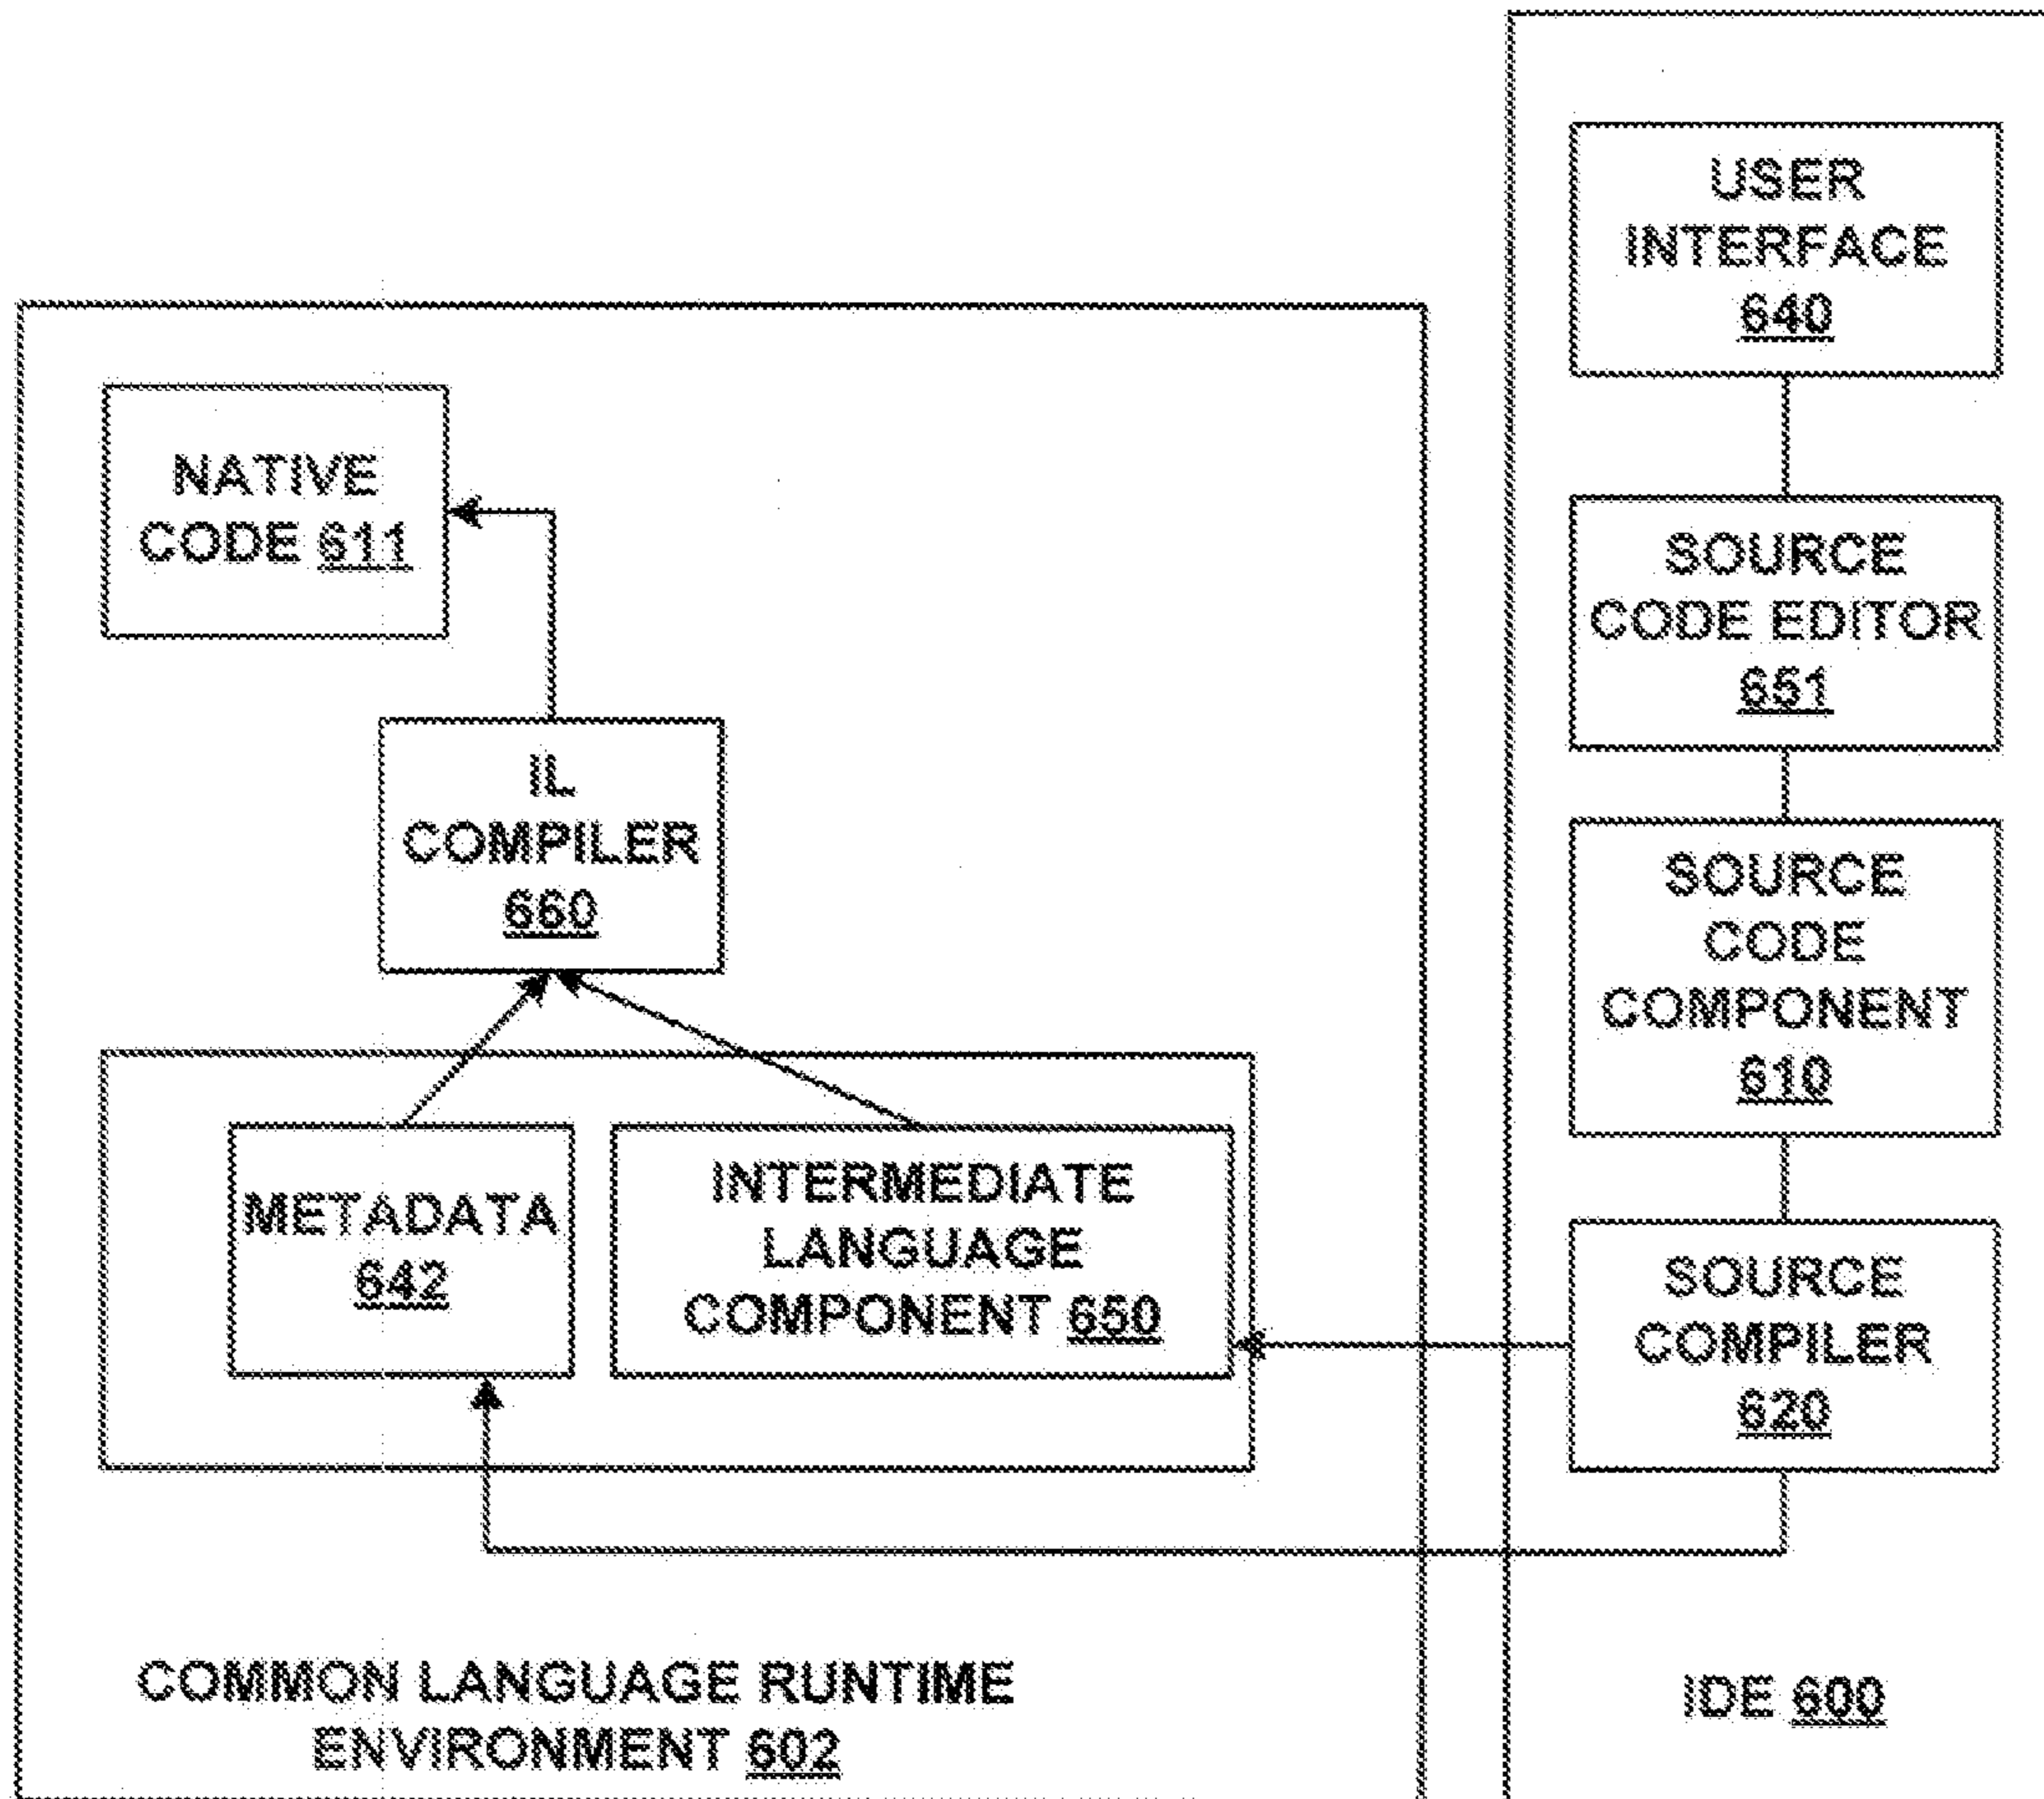 USER
INTERFACE
640
NATIVE
CODE 611
SOURCE
CODE EDITOR
651
IL
COMPILER
660
SOURCE
CODE
COMPONENT
610
METADATA
642
INTERMEDIATE
LANGUAGE
COMPONENT 650
SOURCE
COMPILER
620
COMMON LANGUAGE RUNTIME
ENVIRONMENT 602
IDE 600